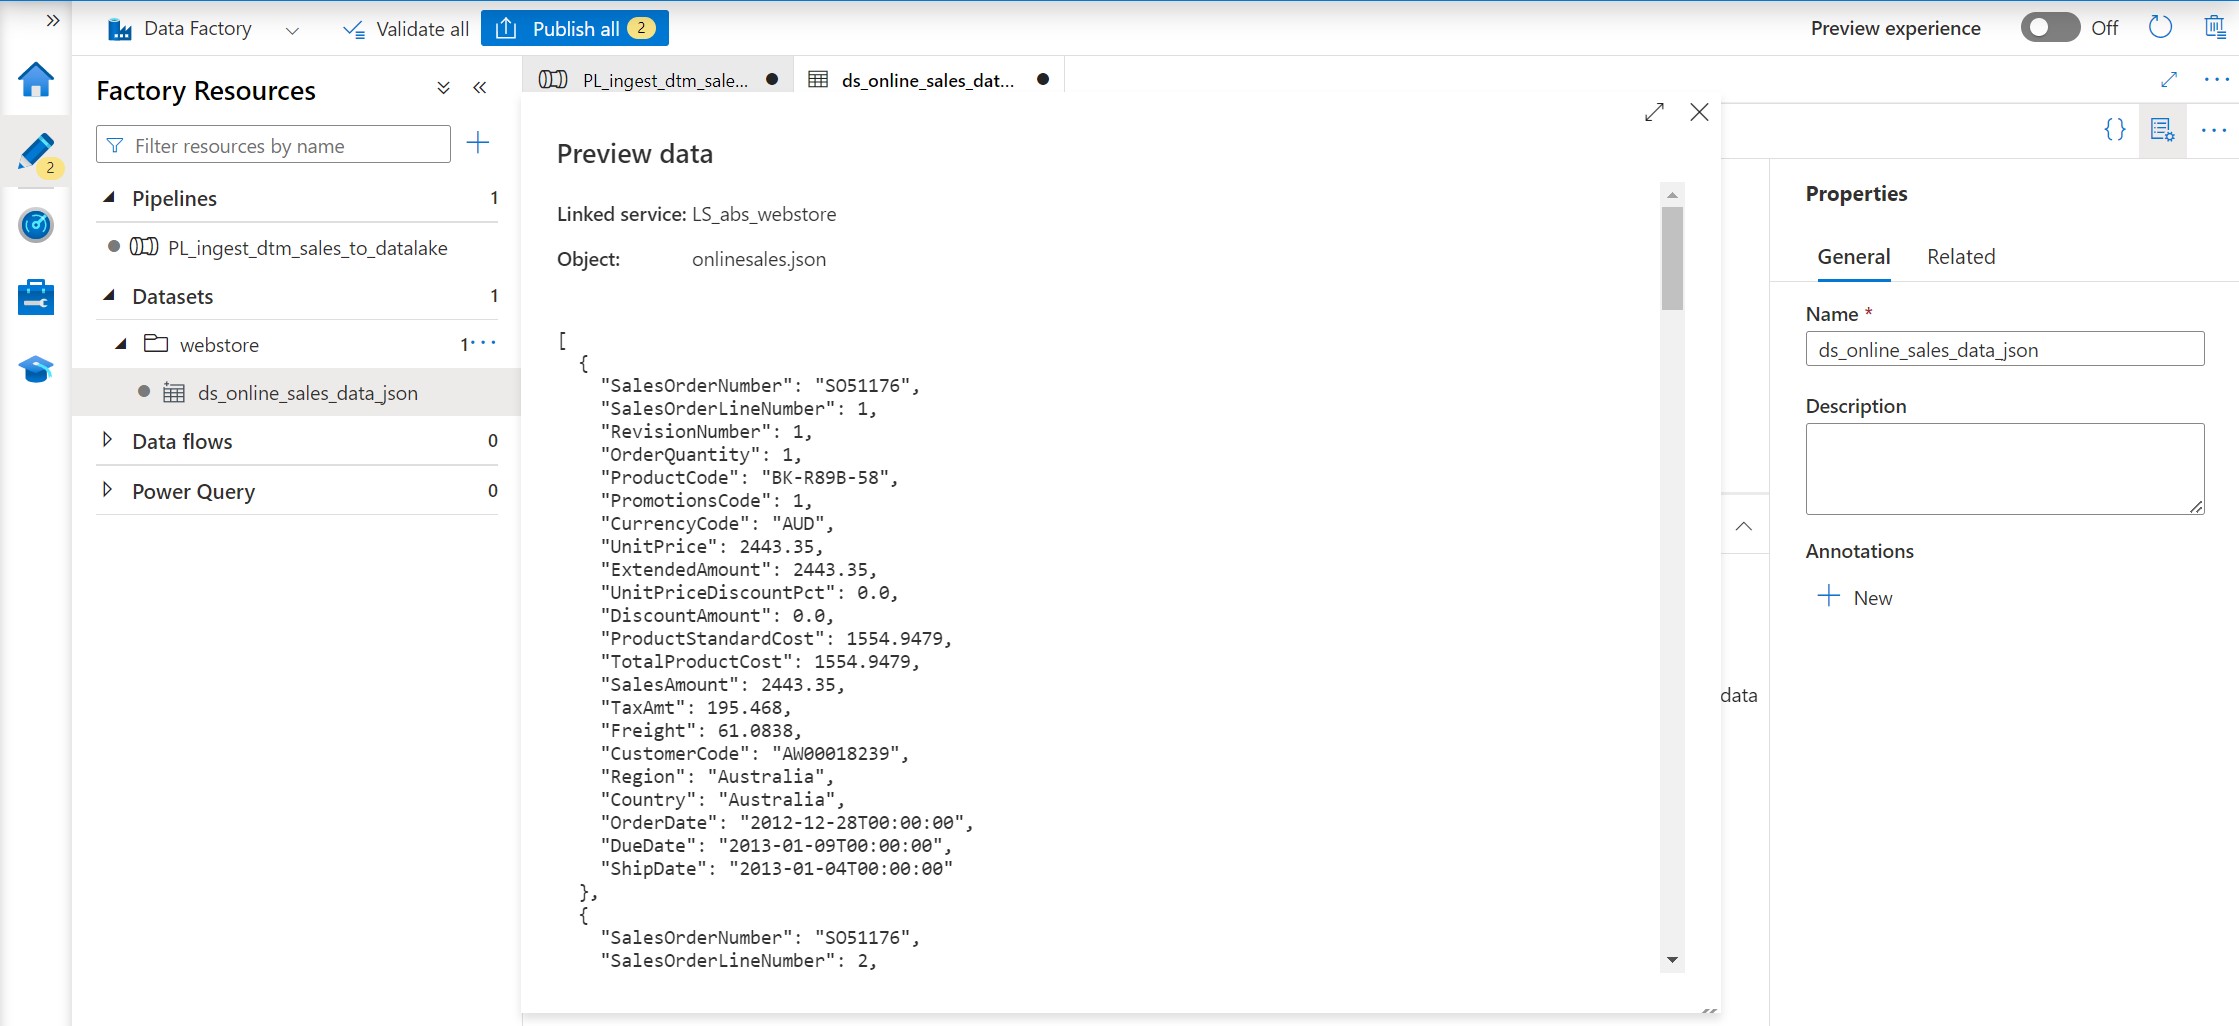 Data Factory
Validate all
Publish all 2
Preview experience
Off
2
Factory Resources
Filter resources by name
Pipelines 1
PL_ingest_dtm_sales_to_datalake
Datasets 1
webstore 1
ds_online_sales_data_json
Data flows 0
Power Query 0
PL_ingest_dtm_sale...
ds_online_sales_dat...
Preview data
Linked service: LS_abs_webstore
Object: onlinesales.json
[
{
"SalesOrderNumber": "SO51176",
"SalesOrderLineNumber": 1,
"RevisionNumber": 1,
"OrderQuantity": 1,
"ProductCode": "BK-R89B-58",
"PromotionsCode": 1,
"CurrencyCode": "AUD",
"UnitPrice": 2443.35,
"ExtendedAmount": 2443.35,
"UnitPriceDiscountPct": 0.0,
"DiscountAmount": 0.0,
"ProductStandardCost": 1554.9479,
"TotalProductCost": 1554.9479,
"SalesAmount": 2443.35,
"TaxAmt": 195.468,
"Freight": 61.0838,
"CustomerCode": "AW00018239",
"Region": "Australia",
"Country": "Australia",
"OrderDate": "2012-12-28T00:00:00",
"DueDate": "2013-01-09T00:00:00",
"ShipDate": "2013-01-04T00:00:00"
},
{
"SalesOrderNumber": "SO51176",
"SalesOrderLineNumber": 2,
data
{}
Properties
General
Related
Name *
ds_online_sales_data_json
Description
Annotations
New